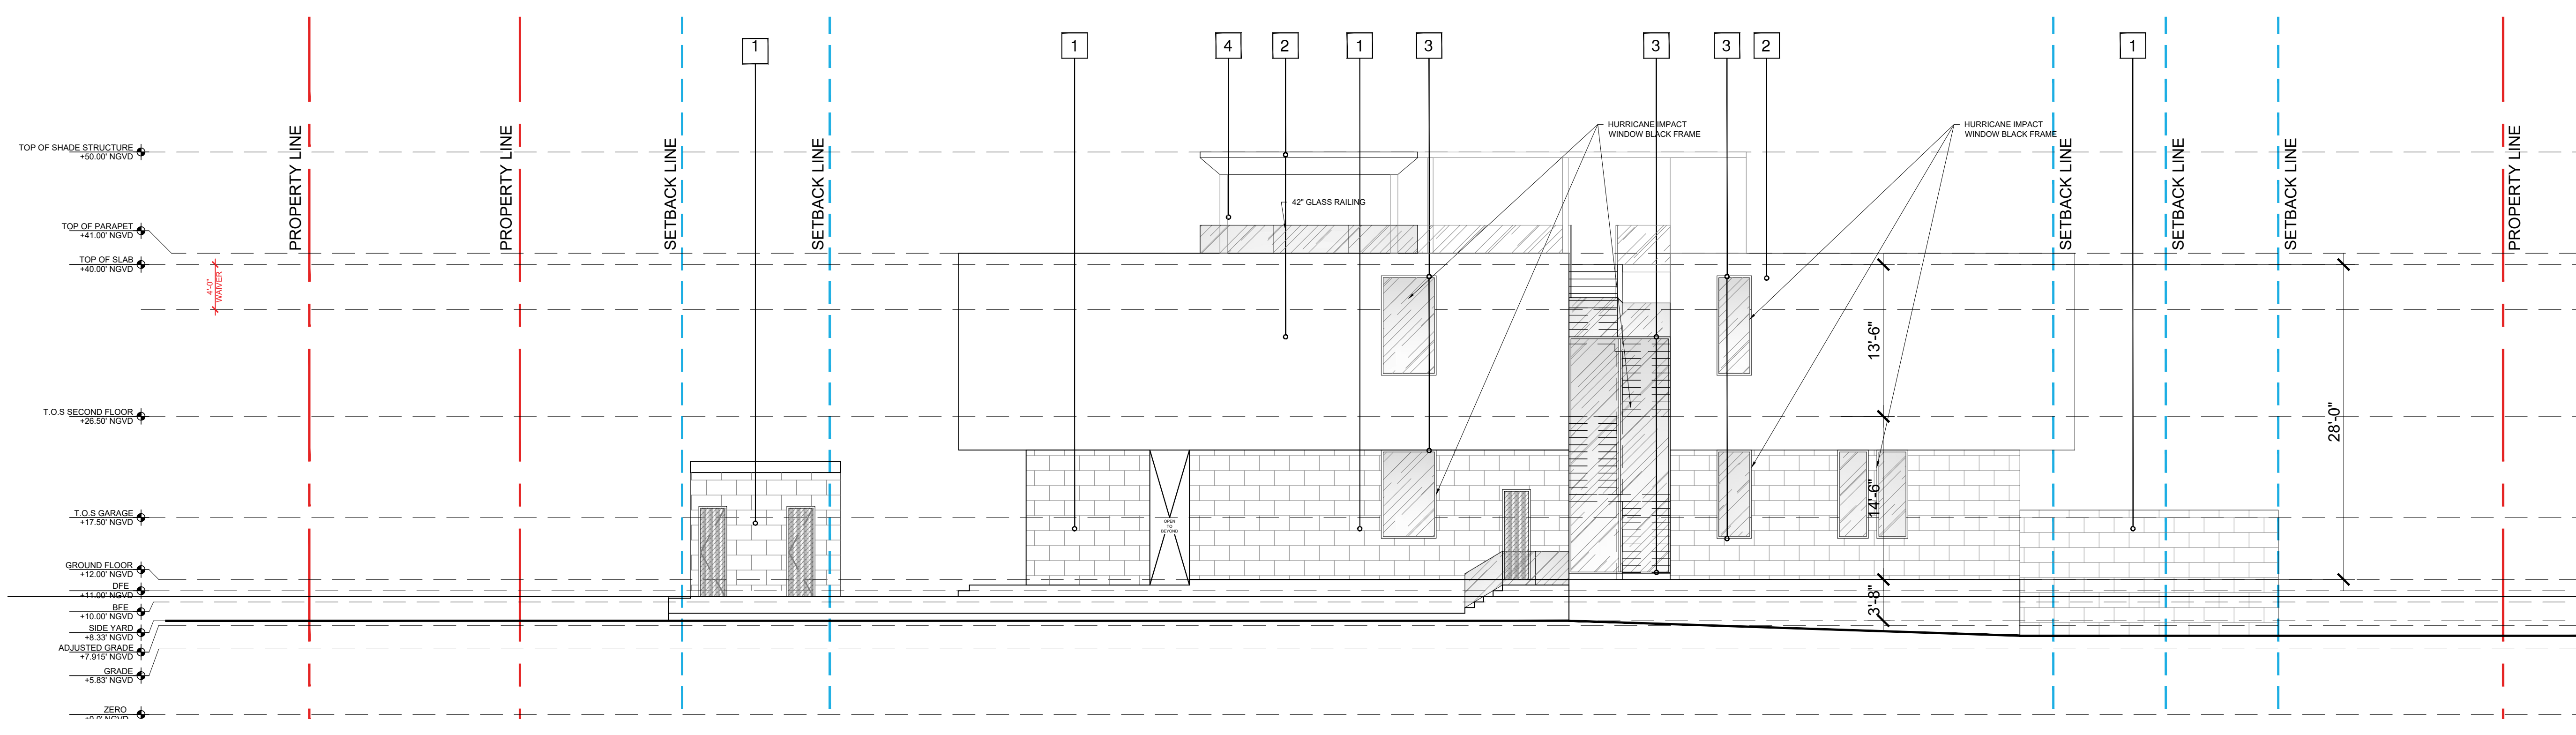 1
1
4
2
1
3
3
3
2
1
HURRICANE IMPACT
WINDOW BLACK FRAME
HURRICANE IMPACT
WINDOW BLACK FRAME
TOP OF SHADE STRUCTURE
+50.00' NGVD
PROPERTY LINE
PROPERTY LINE
SETBACK LINE
SETBACK LINE
SETBACK LINE
SETBACK LINE
SETBACK LINE
PROPERTY LINE
42" GLASS RAILING
TOP OF PARAPET
+41.00' NGVD
TOP OF SLAB
+40.00' NGVD
4'-0"
WAIVER
13'-6"
T.O.S SECOND FLOOR
+26.50' NGVD
28'-0"
14'-6"
T.O.S GARAGE
+17.50' NGVD
OPEN
TO
BEYOND
GROUND FLOOR
+12.00' NGVD
DFE
+11.00' NGVD
BFE
+10.00' NGVD
3'-8"
SIDE YARD
+8.33' NGVD
ADJUSTED GRADE
+7.915' NGVD
GRADE
+5.83' NGVD
ZERO
+0.0' NGVD